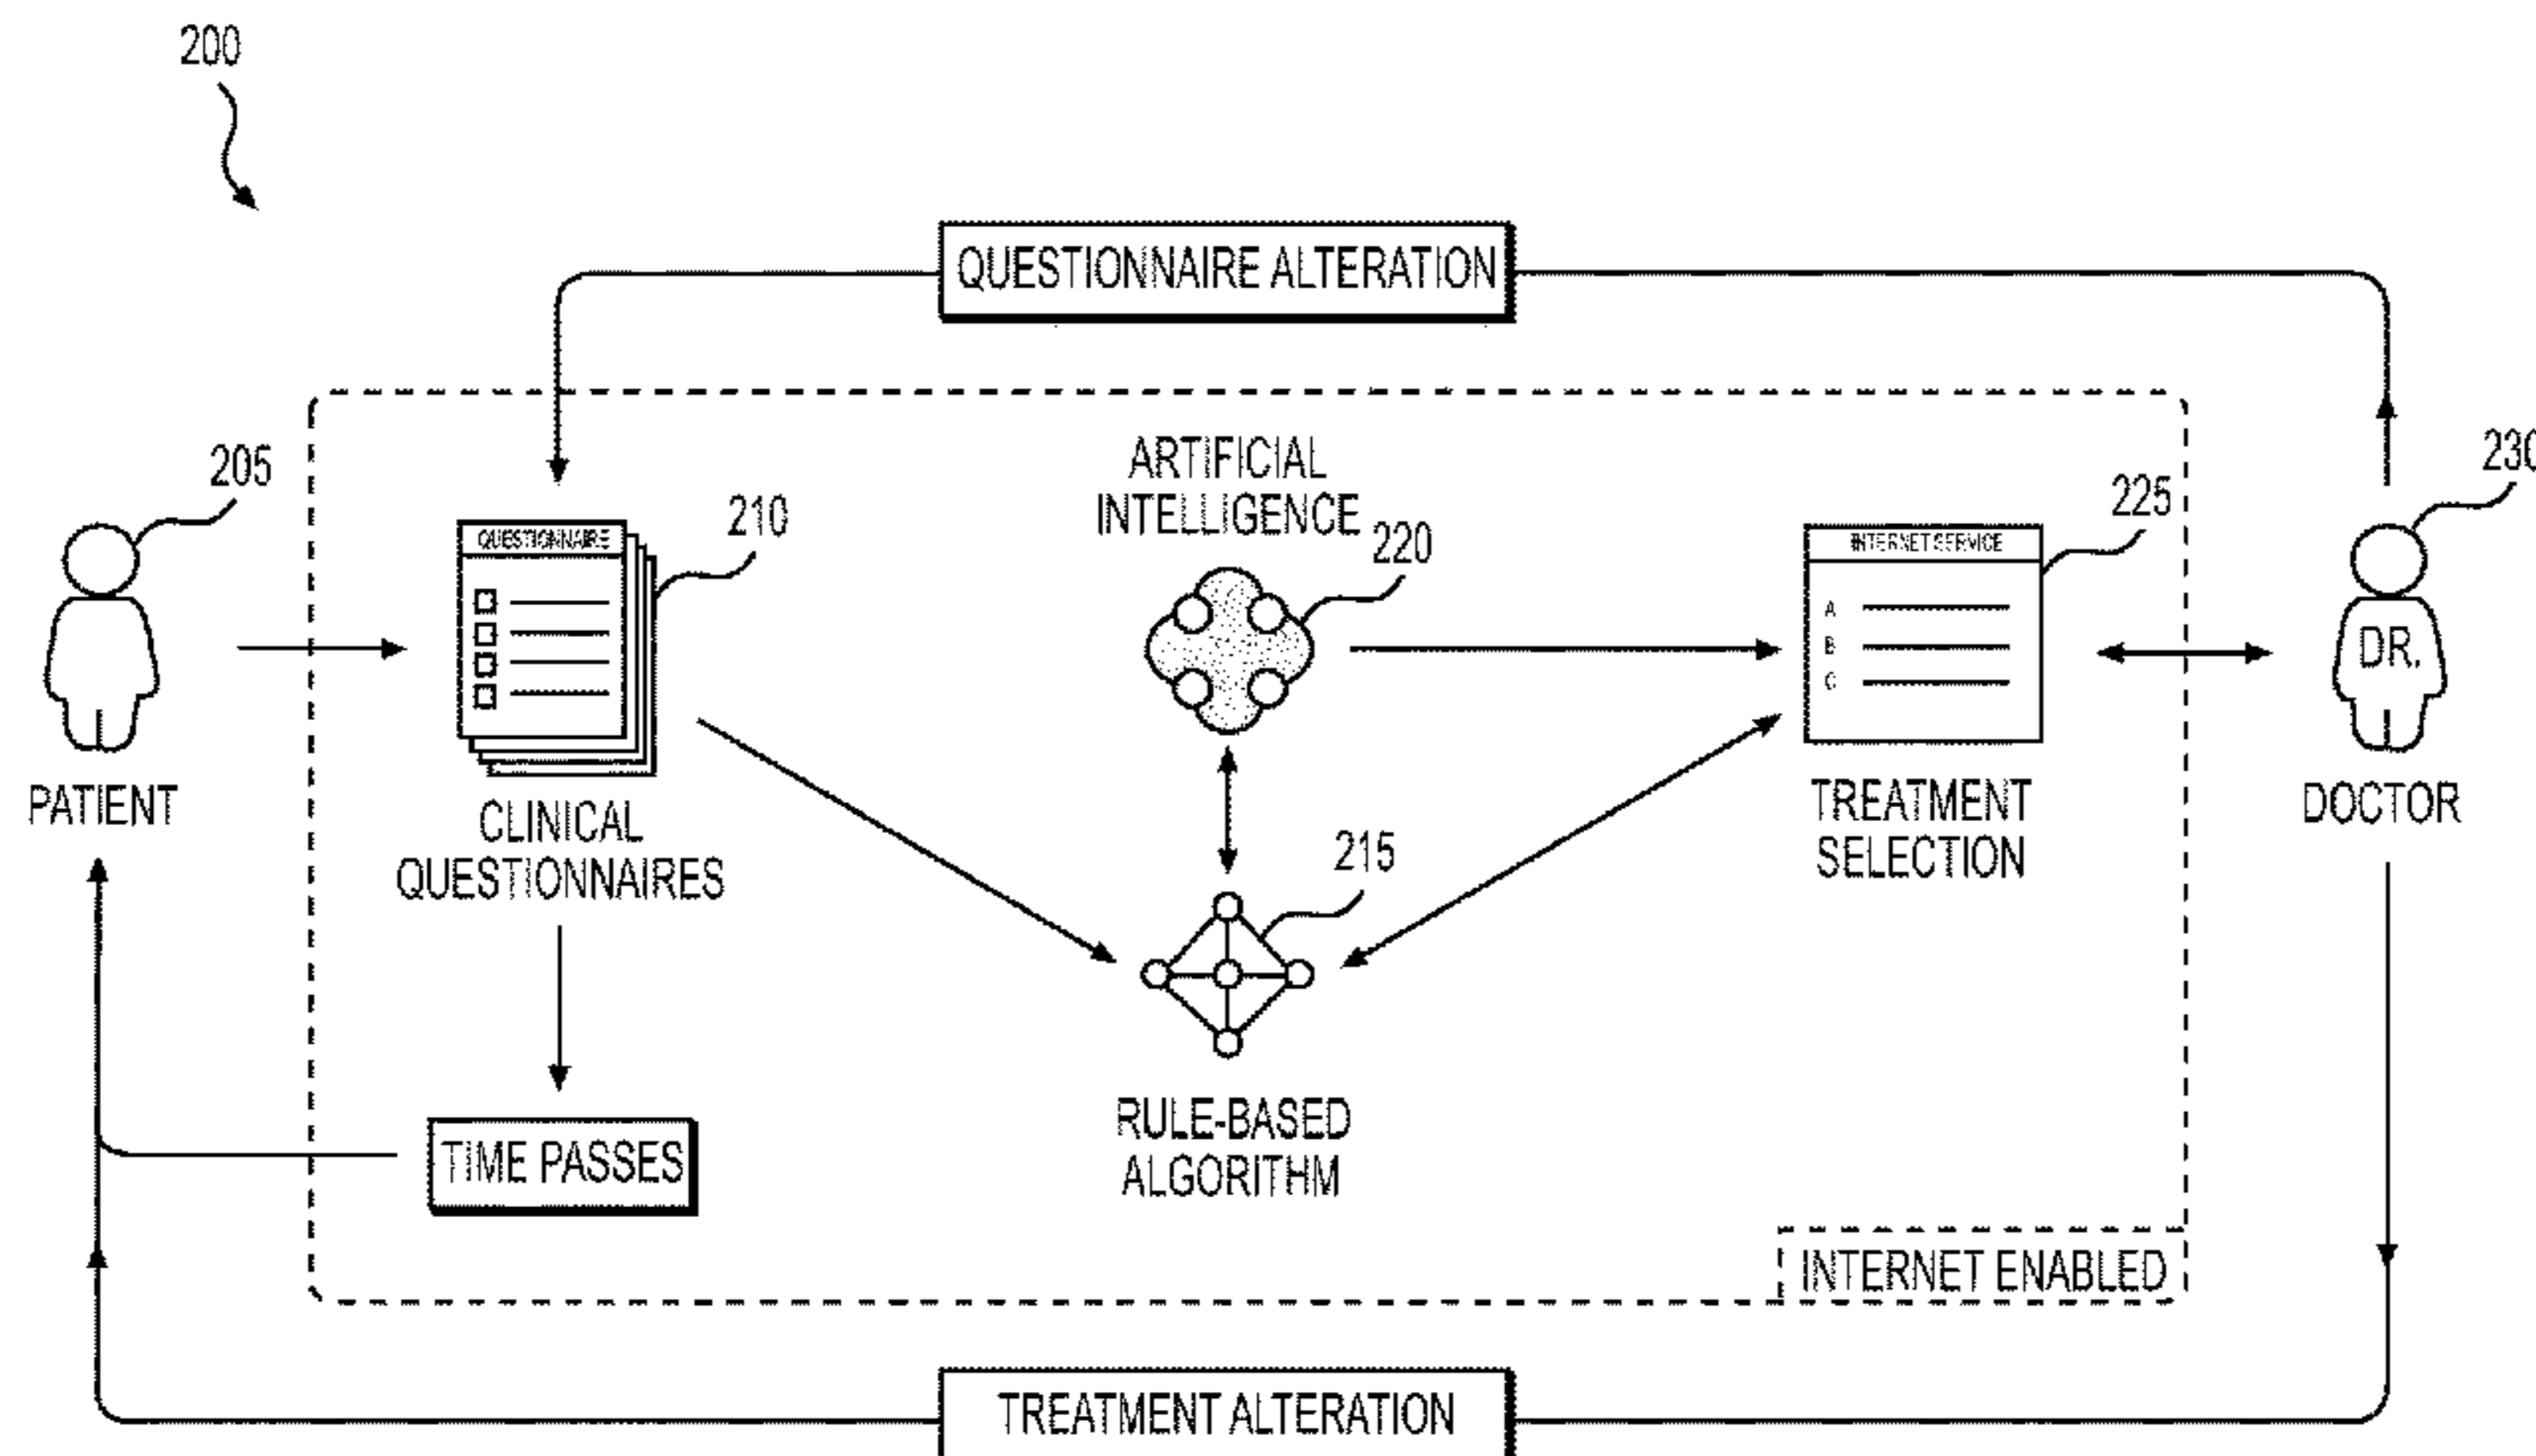 200
QUESTIONNAIRE ALTERATION
205
230
ARTIFICIAL
INTELLIGENCE
210
220
225
QUESTIONNAIRE
INTERNET SERVICE
A
B
C
DR.
PATIENT
CLINICAL
QUESTIONNAIRES
TREATMENT
SELECTION
DOCTOR
215
RULE-BASED
ALGORITHM
TIME PASSES
INTERNET ENABLED
TREATMENT ALTERATION